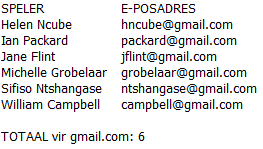 SPELER E-POSADRES
Helen Ncube hncube@gmail.com
Ian Packard packard@gmail.com
Jane Flint jflint@gmail.com
Michelle Grobelaar grobelaar@gmail.com
Sifiso Ntshangase ntshangase@gmail.com
William Campbell campbell@gmail.com
TOTAAL vir gmail.com: 6